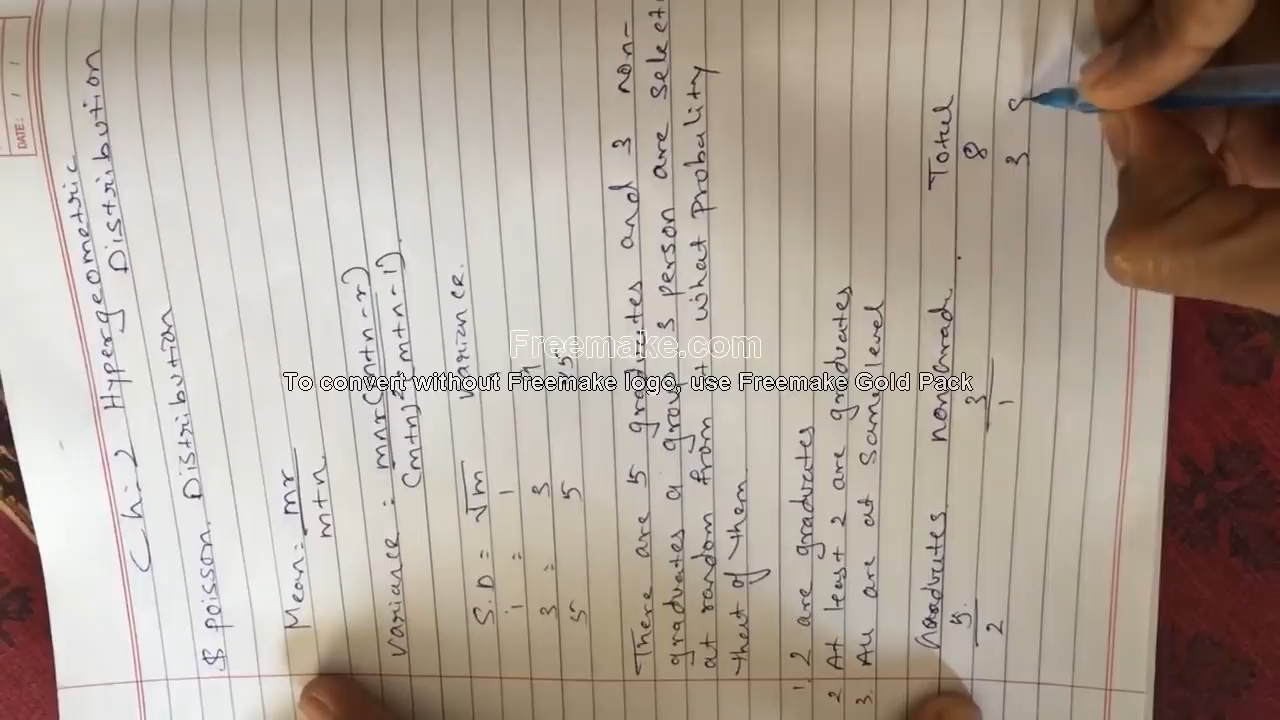 DATE:
Ch:-2 Hypergeometric
Distribution
$ poisson Distribution
Mean = mr
m+n
variance = mnr(m+n-r)
(m+n)² (m+n-1).
S.D = √m variance.
1 = 1
3 = 3 9
5 5 25
There are 5 graduates and 3 non-
graduates a group 3 person are select
at random from it what probality
that of them
1. 2 are graduates
2 At least 2 are graduates
3. All are at Same level
Graduates nonGrad. Total
5 3 8
2 1 3
Freemake.com
To convert without Freemake logo, use Freemake Gold Pack